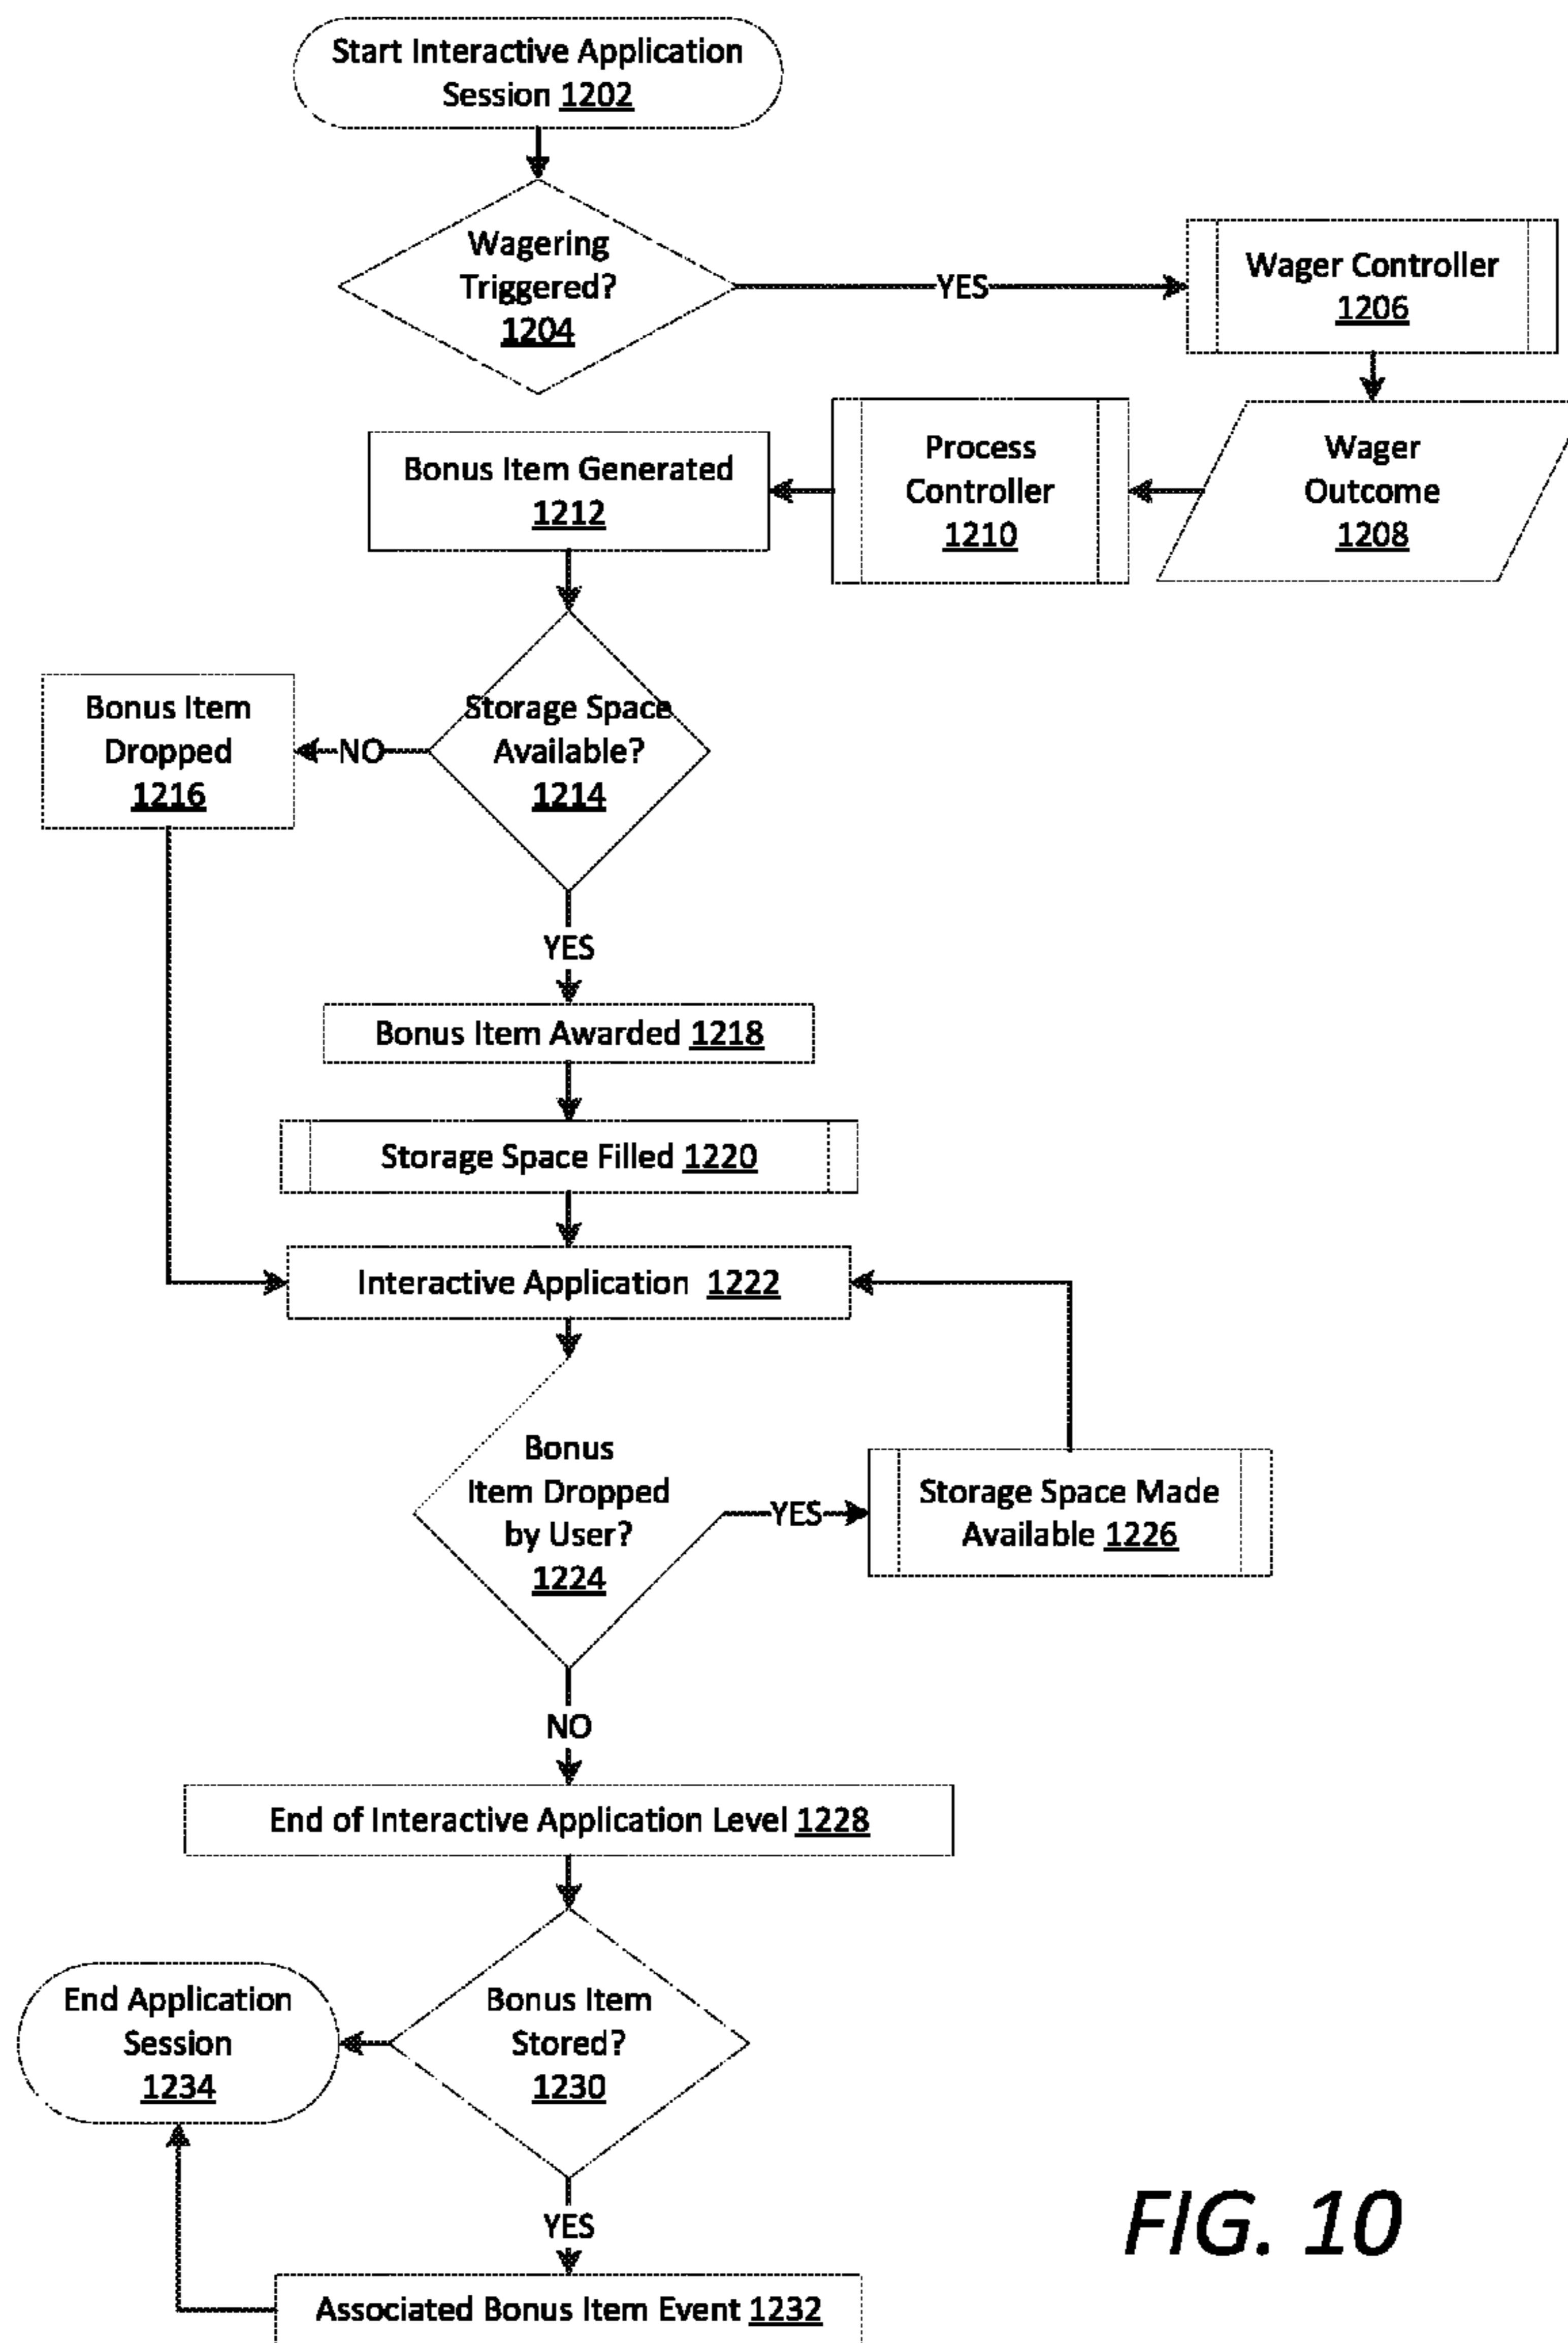 Start Interactive Application
Session 1202
Wagering
Triggered?
1204
YES
Wager Controller
1206
Wager
Outcome
1208
Process
Controller
1210
Bonus Item Generated
1212
Storage Space
Available?
1214
NO
Bonus Item
Dropped
1216
YES
Bonus Item Awarded 1218
Storage Space Filled 1220
Interactive Application 1222
Bonus
Item Dropped
by User?
1224
YES
Storage Space Made
Available 1226
NO
End of Interactive Application Level 1228
Bonus Item
Stored?
1230
End Application
Session
1234
YES
Associated Bonus Item Event 1232
FIG. 10